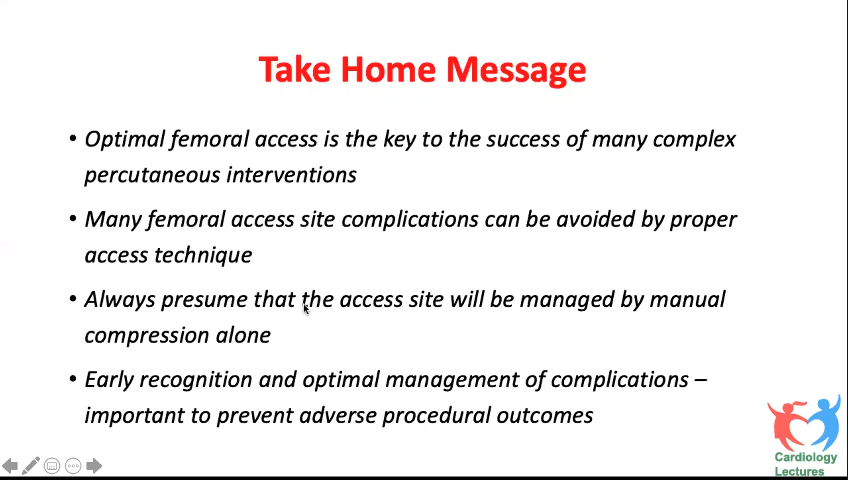 Take Home Message
• Optimal femoral access is the key to the success of many complex
percutaneous interventions
• Many femoral access site complications can be avoided by proper
access technique
• Always presume that the access site will be managed by manual
compression alone
• Early recognition and optimal management of complications –
important to prevent adverse procedural outcomes
Cardiology
Lectures